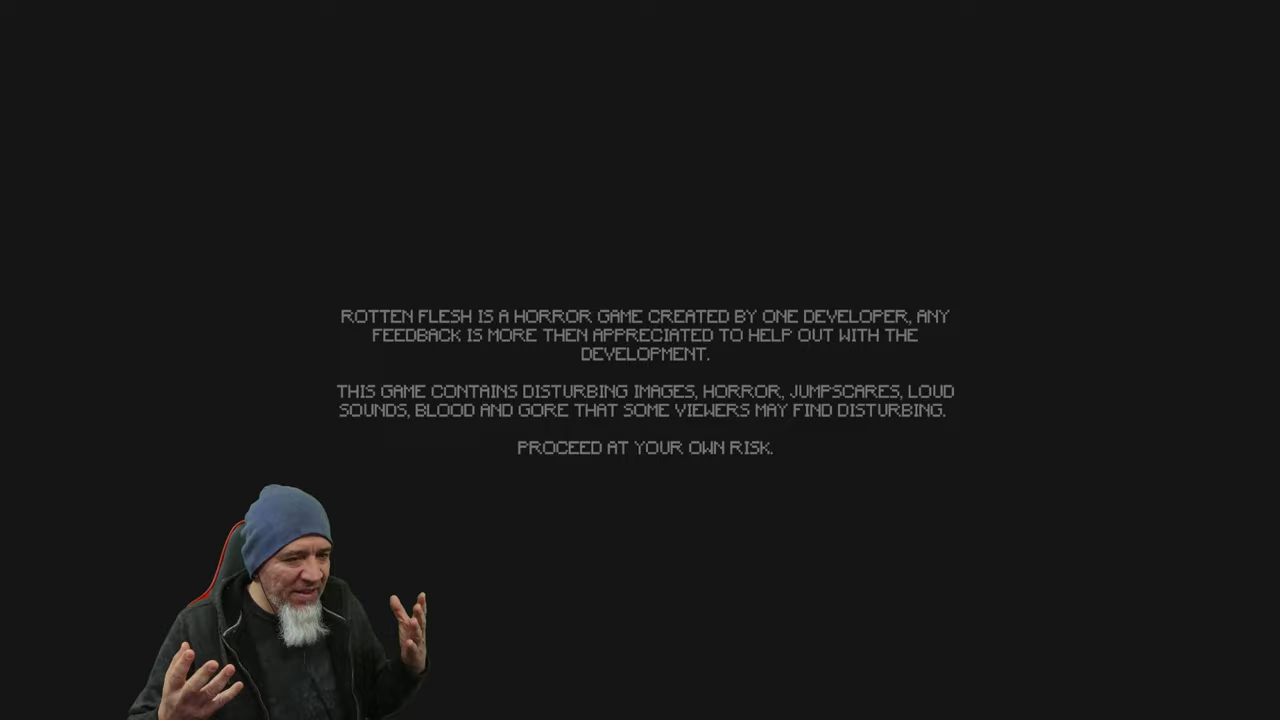 ROTTEN FLESH IS A HORROR GAME CREATED BY ONE DEVELOPER, ANY
FEEDBACK IS MORE THEN APPRECIATED TO HELP OUT WITH THE
DEVELOPMENT.
THIS GAME CONTAINS DISTURBING IMAGES, HORROR, JUMPSCARES, LOUD
SOUNDS, BLOOD AND GORE THAT SOME VIEWERS MAY FIND DISTURBING.
PROCEED AT YOUR OWN RISK.